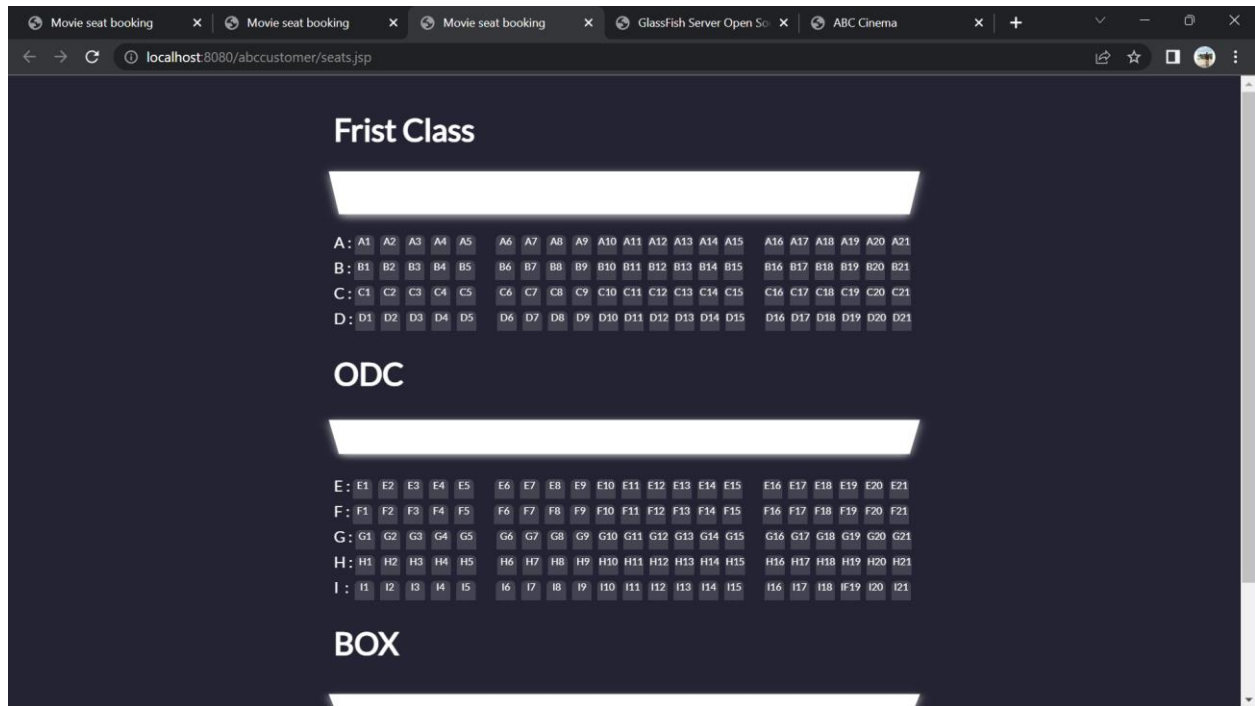 Movie seat booking Movie seat booking Movie seat booking GlassFish Server Open So ABC Cinema
localhost:8080/abccustomer/seats.jsp
Frist Class
A : A1 A2 A3 A4 A5 A6 A7 A8 A9 A10 A11 A12 A13 A14 A15 A16 A17 A18 A19 A20 A21
B : B1 B2 B3 B4 B5 B6 B7 B8 B9 B10 B11 B12 B13 B14 B15 B16 B17 B18 B19 B20 B21
C : C1 C2 C3 C4 C5 C6 C7 C8 C9 C10 C11 C12 C13 C14 C15 C16 C17 C18 C19 C20 C21
D : D1 D2 D3 D4 D5 D6 D7 D8 D9 D10 D11 D12 D13 D14 D15 D16 D17 D18 D19 D20 D21
ODC
E : E1 E2 E3 E4 E5 E6 E7 E8 E9 E10 E11 E12 E13 E14 E15 E16 E17 E18 E19 E20 E21
F : F1 F2 F3 F4 F5 F6 F7 F8 F9 F10 F11 F12 F13 F14 F15 F16 F17 F18 F19 F20 F21
G : G1 G2 G3 G4 G5 G6 G7 G8 G9 G10 G11 G12 G13 G14 G15 G16 G17 G18 G19 G20 G21
H : H1 H2 H3 H4 H5 H6 H7 H8 H9 H10 H11 H12 H13 H14 H15 H16 H17 H18 H19 H20 H21
I : I1 I2 I3 I4 I5 I6 I7 I8 I9 I10 I11 I12 I13 I14 I15 I16 I17 I18 IF19 I20 I21
BOX